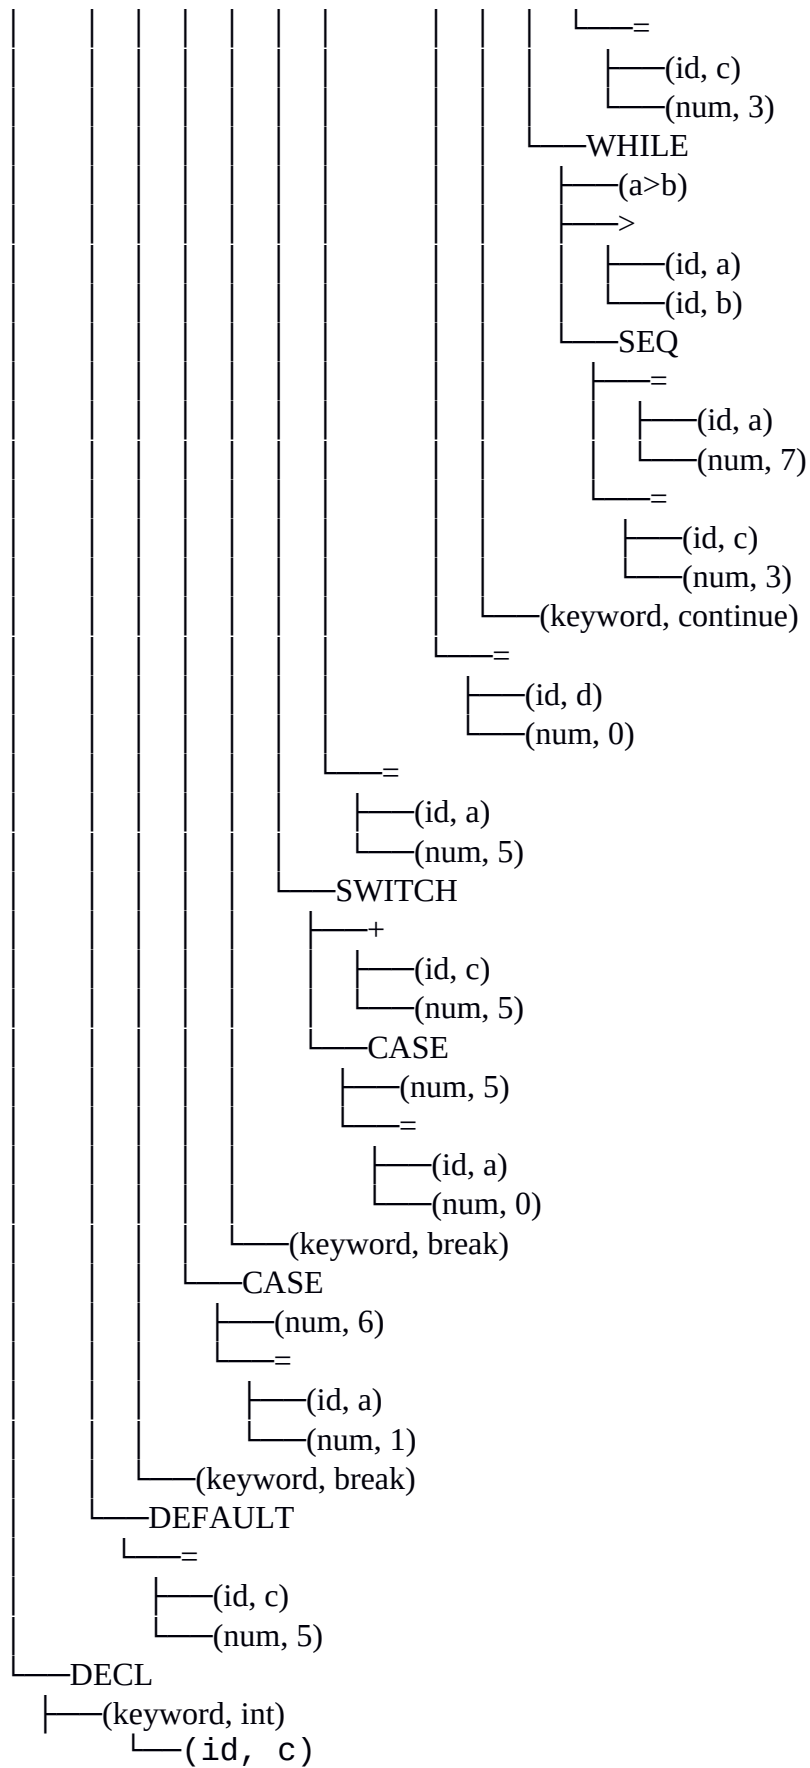 =
(id, c)
(num, 3)
WHILE
(a>b)
>
(id, a)
(id, b)
SEQ
=
(id, a)
(num, 7)
=
(id, c)
(num, 3)
(keyword, continue)
=
(id, d)
(num, 0)
=
(id, a)
(num, 5)
SWITCH
+
(id, c)
(num, 5)
CASE
(num, 5)
=
(id, a)
(num, 0)
(keyword, break)
CASE
(num, 6)
=
(id, a)
(num, 1)
(keyword, break)
DEFAULT
=
(id, c)
(num, 5)
DECL
(keyword, int)
(id, c)